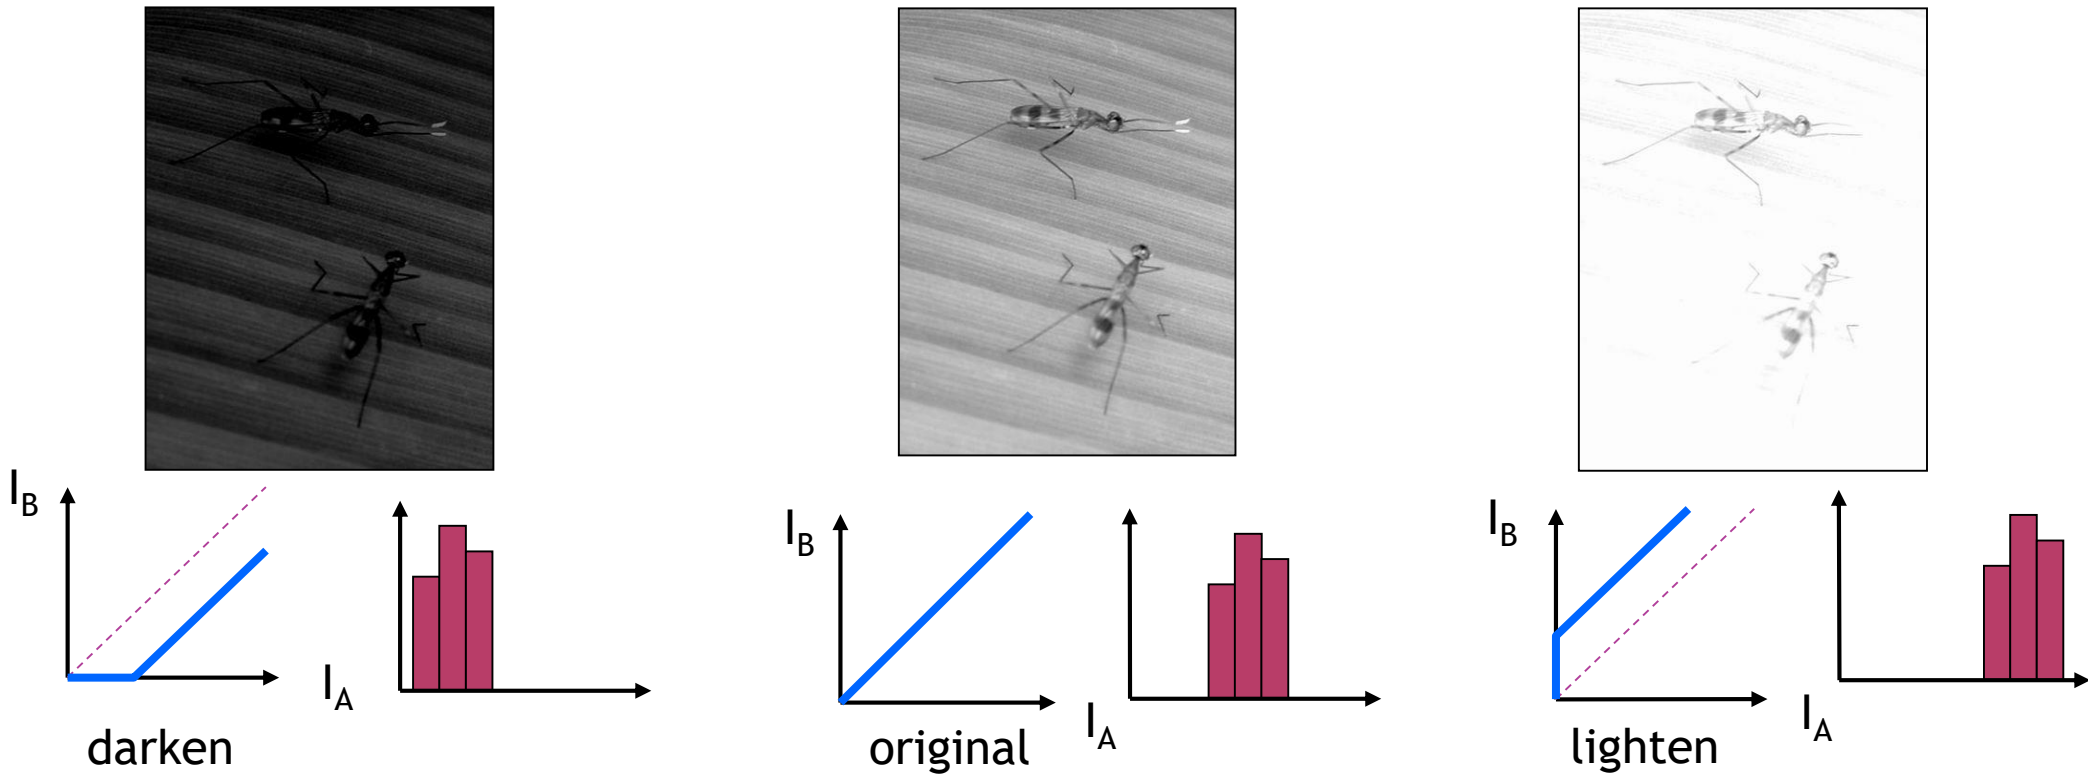 I_B
I_A
darken
I_B
I_A
original
I_B
I_A
lighten